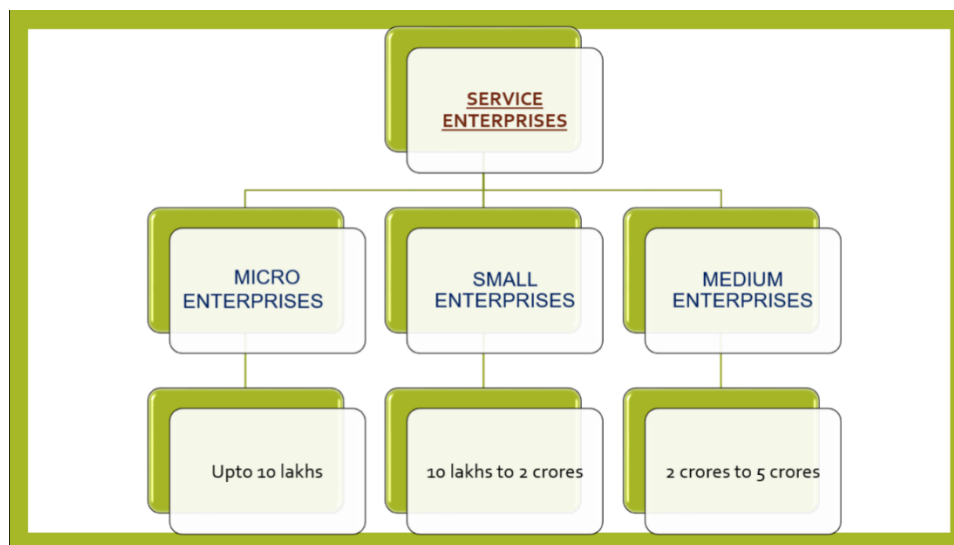 SERVICE
ENTERPRISES
MICRO
ENTERPRISES
SMALL
ENTERPRISES
MEDIUM
ENTERPRISES
Upto 10 lakhs
10 lakhs to 2 crores
2 crores to 5 crores